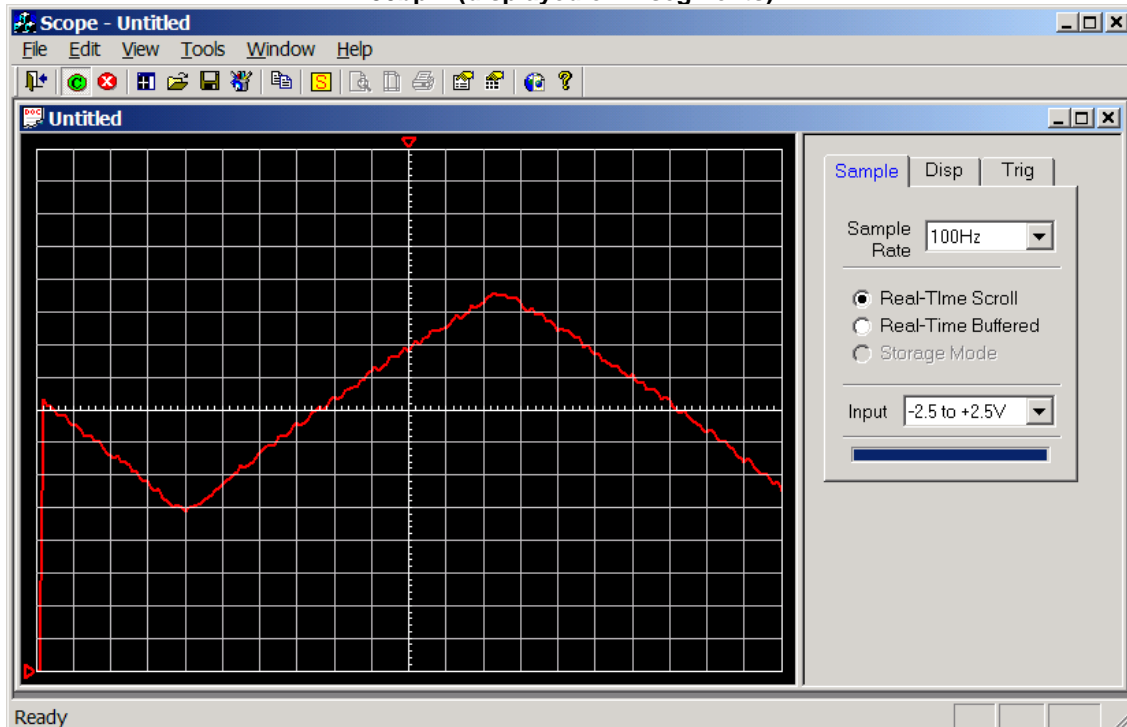 Scope - Untitled
File Edit View Tools Window Help
Untitled
Sample Disp Trig
Sample Rate 100Hz
Real-TIme Scroll
Real-Time Buffered
Storage Mode
Input -2.5 to +2.5V
Ready